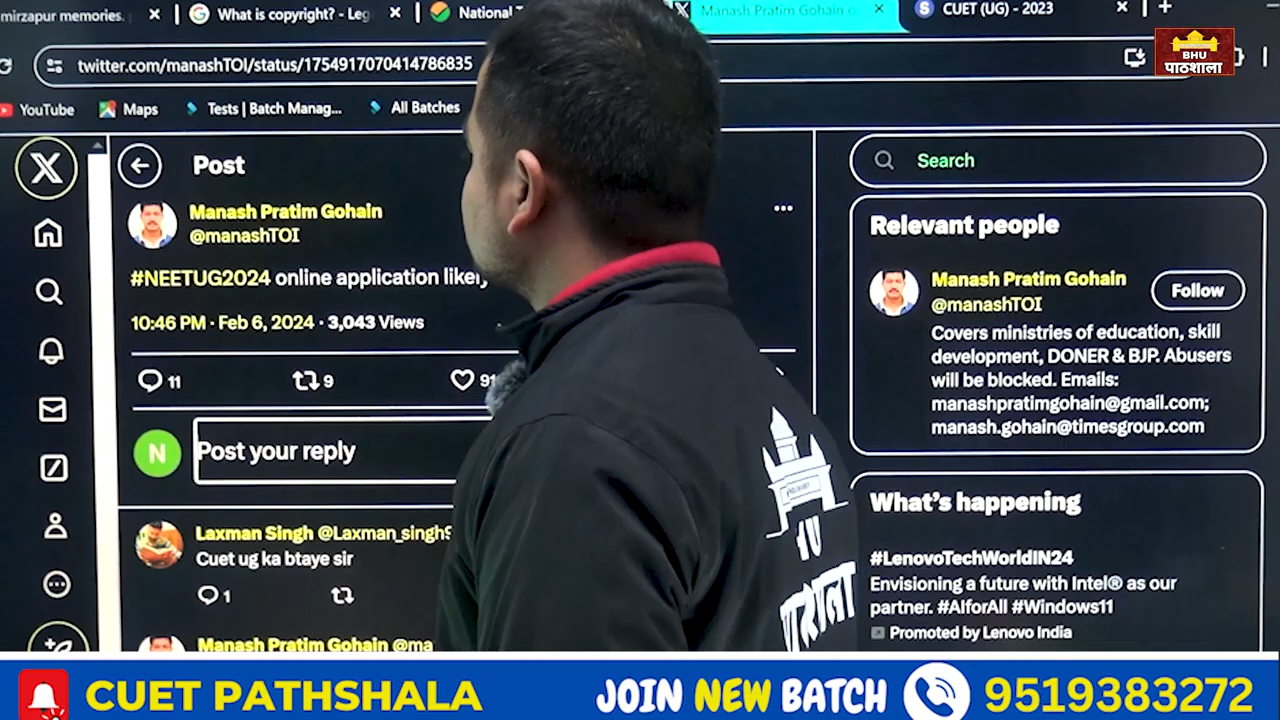 mirzapur memories.
What is copyright? - Leg
National
Manash Pratim Gohain
CUET (UG) - 2023
BHU
पाठशाला
twitter.com/manashTOI/status/1754917070414786835
YouTube
Maps
Tests | Batch Manag...
All Batches
Post
Search
Manash Pratim Gohain
@manashTOI
#NEETUG2024 online application likely
10:46 PM · Feb 6, 2024 · 3,043 Views
11
9
91
N
Post your reply
Laxman Singh @Laxman_singh9
Cuet ug ka btaye sir
1
Manash Pratim Gohain @ma
Relevant people
Manash Pratim Gohain
Follow
@manashTOI
Covers ministries of education, skill
development, DONER & BJP. Abusers
will be blocked. Emails:
manashpratimgohain@gmail.com;
manash.gohain@timesgroup.com
What's happening
#LenovoTechWorldIN24
Envisioning a future with Intel® as our
partner. #AIforAll #Windows11
Promoted by Lenovo India
CUET PATHSHALA
JOIN NEW BATCH
9519383272